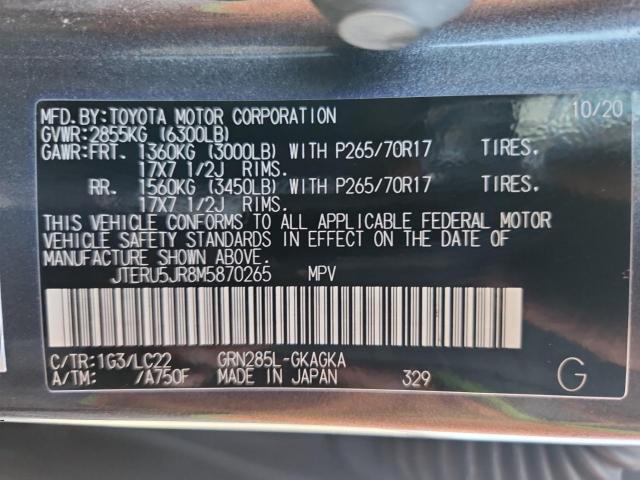 MFD.BY:TOYOTA MOTOR CORPORATION 10/20
GVWR:2855KG (6300LB)
GAWR:FRT. 1360KG (3000LB) WITH P265/70R17 TIRES.
17X7 1/2J RIMS.
RR. 1560KG (3450LB) WITH P265/70R17 TIRES.
17X7 1/2J RIMS.
THIS VEHICLE CONFORMS TO ALL APPLICABLE FEDERAL MOTOR
VEHICLE SAFETY STANDARDS IN EFFECT ON THE DATE OF
MANUFACTURE SHOWN ABOVE.
JTERU5JR8M5870265 MPV
C/TR:1G3/LC22 GRN285L-GKAGKA
A/TM: /A750F MADE IN JAPAN 329 G